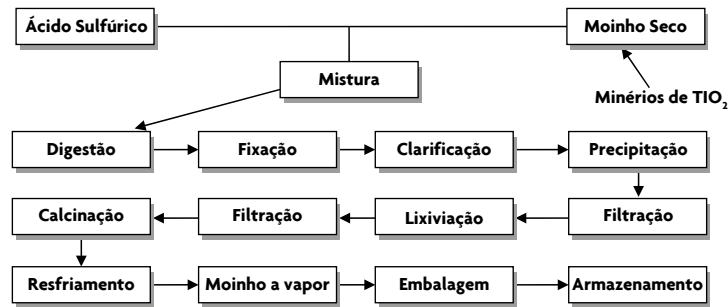 Ácido Sulfúrico
Moinho Seco
Mistura
Minérios de TIO₂
Digestão
Fixação
Clarificação
Precipitação
Calcinação
Filtração
Lixiviação
Filtração
Resfriamento
Moinho a vapor
Embalagem
Armazenamento